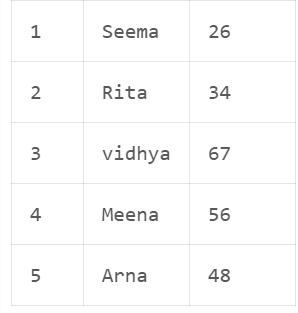 1 Seema 26
2 Rita 34
3 vidhya 67
4 Meena 56
5 Arna 48